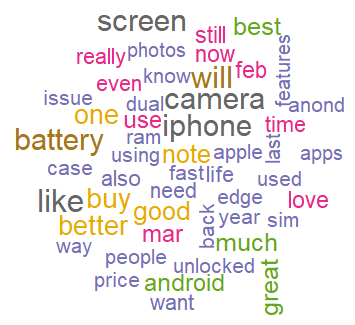 screen
best
still
really
photos
now
features
even
know
will
feb
issue
dual
camera
anond
one
use
time
battery
ram
iphone
last
using
note
apple
apps
case
also
fast
life
used
like
buy
need
edge
love
better
good
back
year
sim
way
mar
much
people
unlocked
great
price
android
want